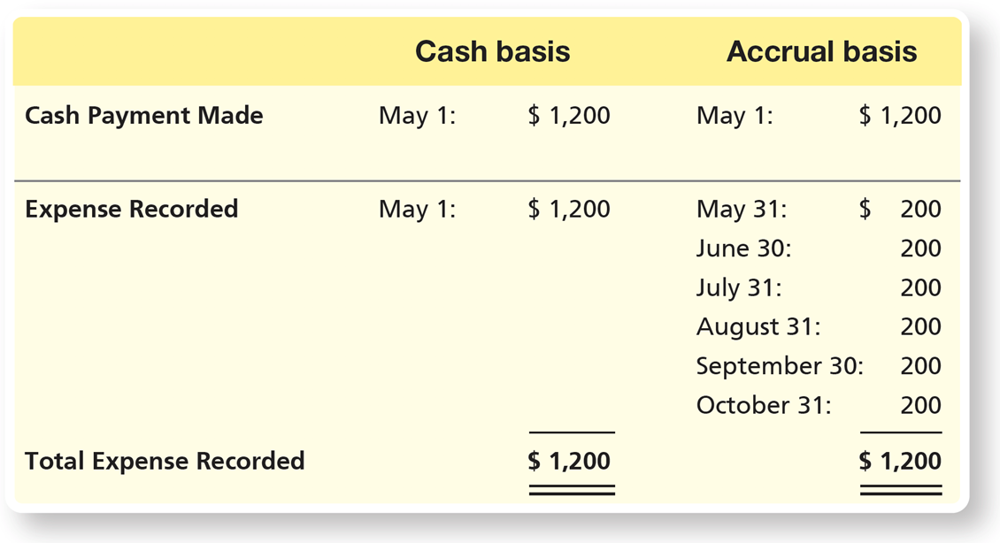 Cash basis Accrual basis
Cash Payment Made May 1: $ 1,200 May 1: $ 1,200
Expense Recorded May 1: $ 1,200 May 31: $ 200
June 30: 200
July 31: 200
August 31: 200
September 30: 200
October 31: 200
Total Expense Recorded $ 1,200 $ 1,200